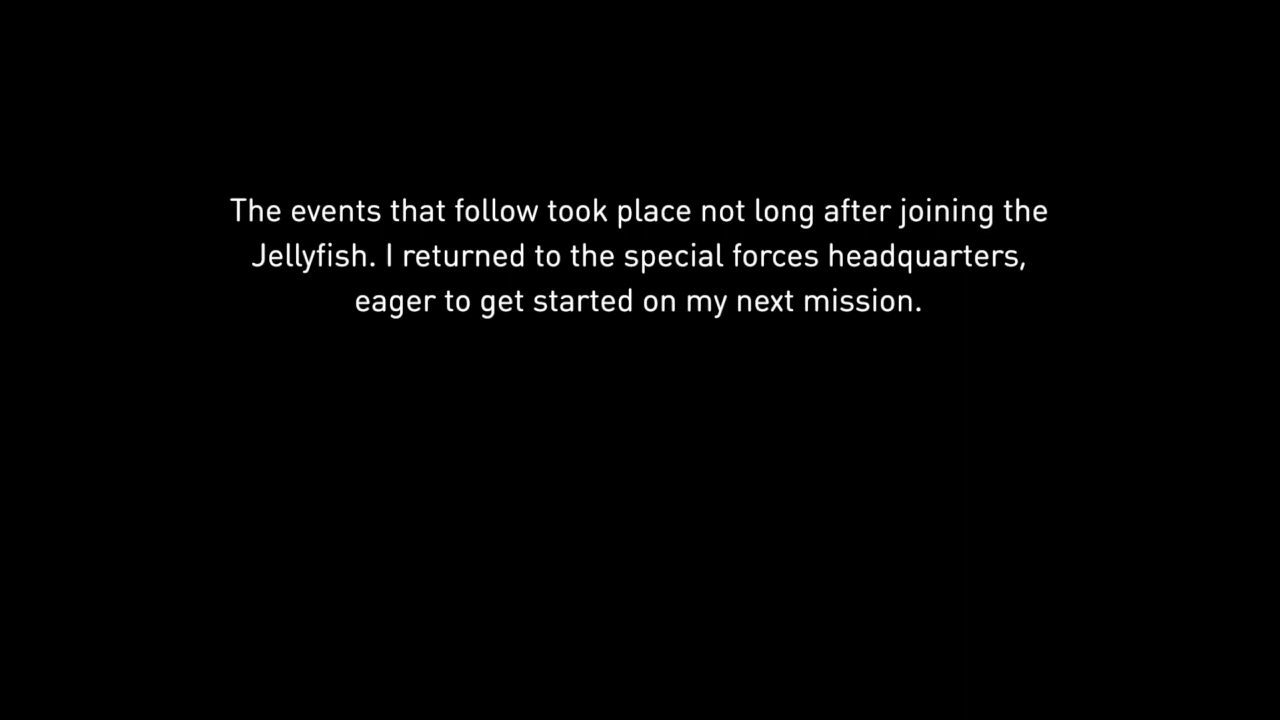 The events that follow took place not long after joining the
Jellyfish. I returned to the special forces headquarters,
eager to get started on my next mission.